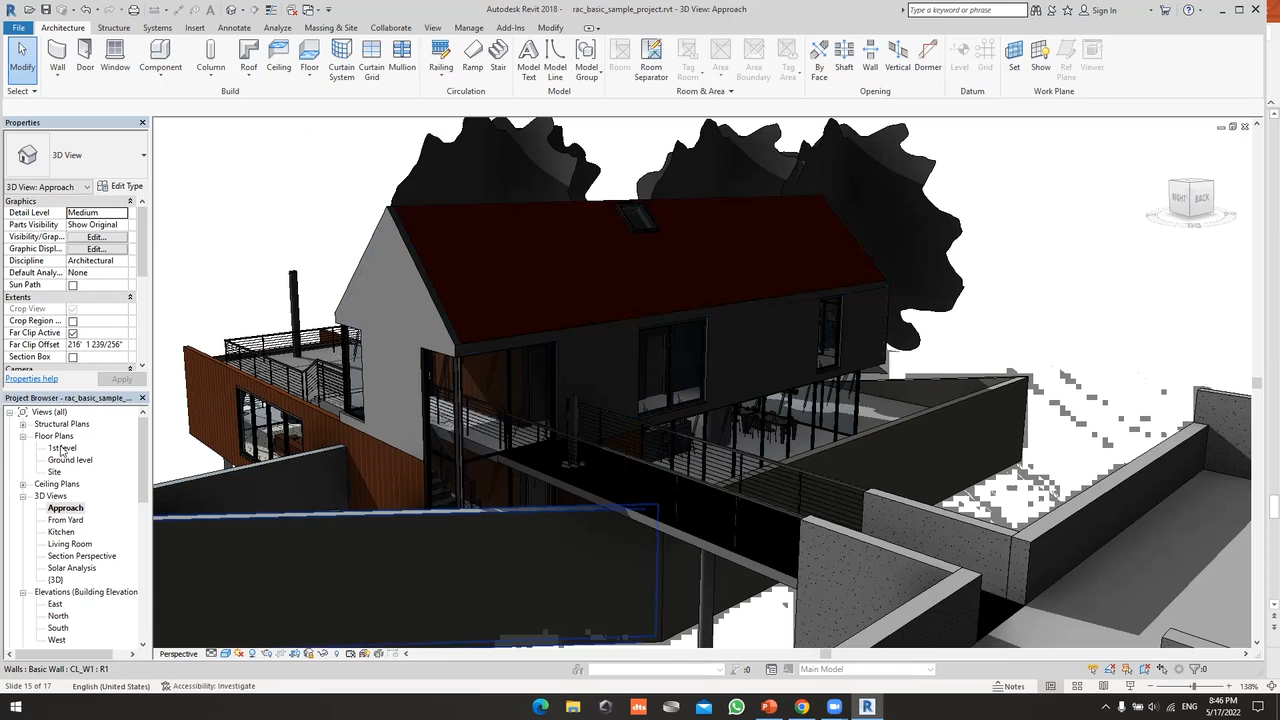 Autodesk Revit 2018 - rac_basic_sample_project.rvt - 3D View: Approach
Type a keyword or phrase
Sign In
File Architecture Structure Systems Insert Annotate Analyze Massing & Site Collaborate View Manage Add-Ins Modify
Modify Wall Door Window Component Column Roof Ceiling Floor Curtain System Curtain Grid Mullion Railing Ramp Stair Model Text Model Line Model Group Room Room Separator Tag Room Area Area Boundary Tag Area By Face Shaft Wall Vertical Dormer Level Grid Set Show Ref Plane Viewer
Select Build Circulation Model Room & Area Opening Datum Work Plane
Properties
3D View
3D View: Approach Edit Type
Graphics
Detail Level Medium
Parts Visibility Show Original
Visibility/Grap... Edit...
Graphic Displ... Edit...
Discipline Architectural
Default Analy... None
Sun Path
Extents
Crop View
Crop Region ...
Far Clip Active
Far Clip Offset 216' 1 239/256"
Section Box
Camera
Properties help Apply
Project Browser - rac_basic_sample_...
Views (all)
Structural Plans
Floor Plans
1st Level
Ground level
Site
Ceiling Plans
3D Views
Approach
From Yard
Kitchen
Living Room
Section Perspective
Solar Analysis
{3D}
Elevations (Building Elevation
East
North
South
West
RIGHT BACK
Perspective
Walls : Basic Wall : CL_W1 : R1
:0
Main Model
:0
Slide 15 of 17 English (United States) Accessibility: Investigate Notes 138%
dtx
ENG
8:46 PM
5/17/2022